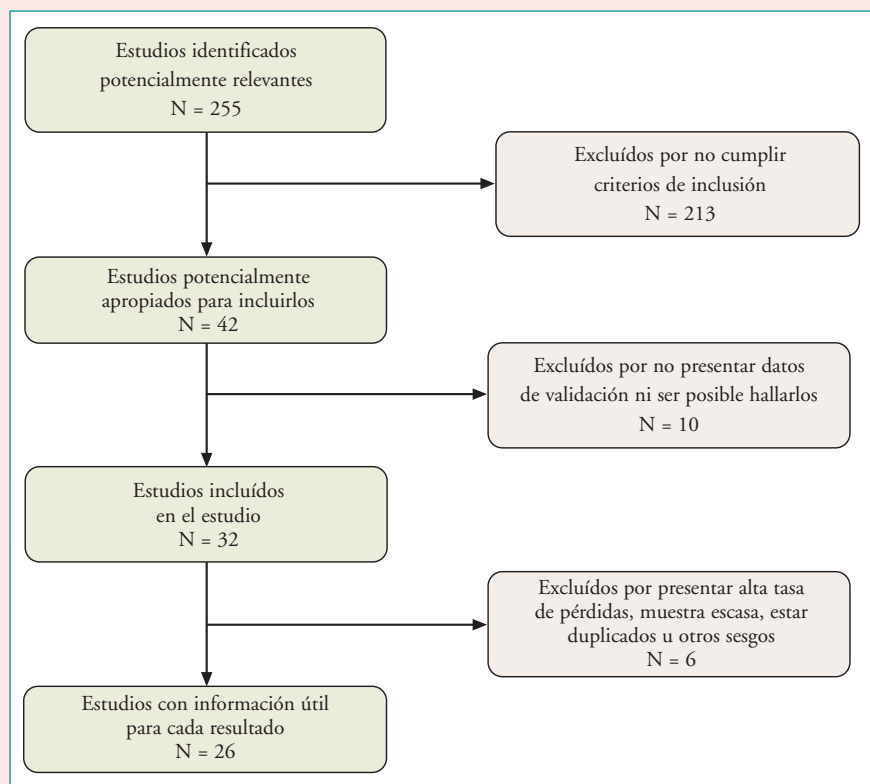 Estudios identificados
potencialmente relevantes
N = 255
Excluídos por no cumplir
criterios de inclusión
N = 213
Estudios potencialmente
apropiados para incluirlos
N = 42
Excluídos por no presentar datos
de validación ni ser posible hallarlos
N = 10
Estudios incluídos
en el estudio
N = 32
Excluídos por presentar alta tasa
de pérdidas, muestra escasa, estar
duplicados u otros sesgos
N = 6
Estudios con información útil
para cada resultado
N = 26